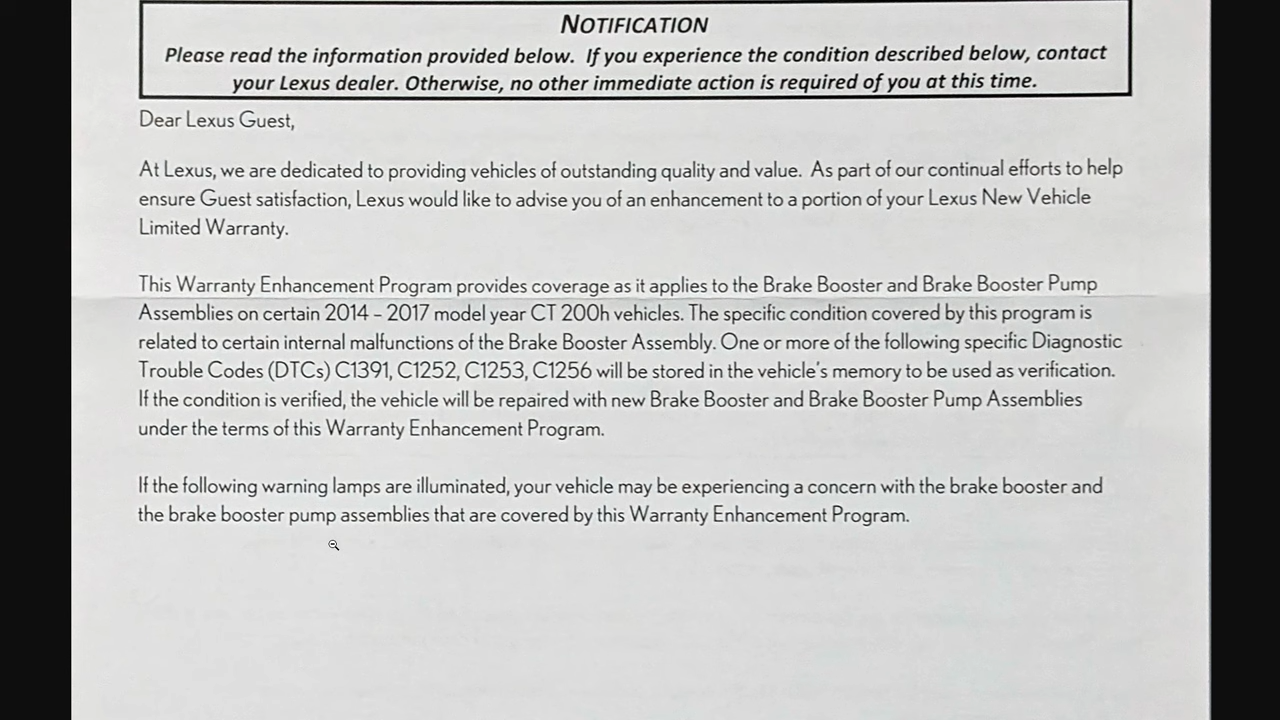 NOTIFICATION
Please read the information provided below. If you experience the condition described below, contact
your Lexus dealer. Otherwise, no other immediate action is required of you at this time.
Dear Lexus Guest,
At Lexus, we are dedicated to providing vehicles of outstanding quality and value. As part of our continual efforts to help
ensure Guest satisfaction, Lexus would like to advise you of an enhancement to a portion of your Lexus New Vehicle
Limited Warranty.
This Warranty Enhancement Program provides coverage as it applies to the Brake Booster and Brake Booster Pump
Assemblies on certain 2014 – 2017 model year CT 200h vehicles. The specific condition covered by this program is
related to certain internal malfunctions of the Brake Booster Assembly. One or more of the following specific Diagnostic
Trouble Codes (DTCs) C1391, C1252, C1253, C1256 will be stored in the vehicle's memory to be used as verification.
If the condition is verified, the vehicle will be repaired with new Brake Booster and Brake Booster Pump Assemblies
under the terms of this Warranty Enhancement Program.
If the following warning lamps are illuminated, your vehicle may be experiencing a concern with the brake booster and
the brake booster pump assemblies that are covered by this Warranty Enhancement Program.